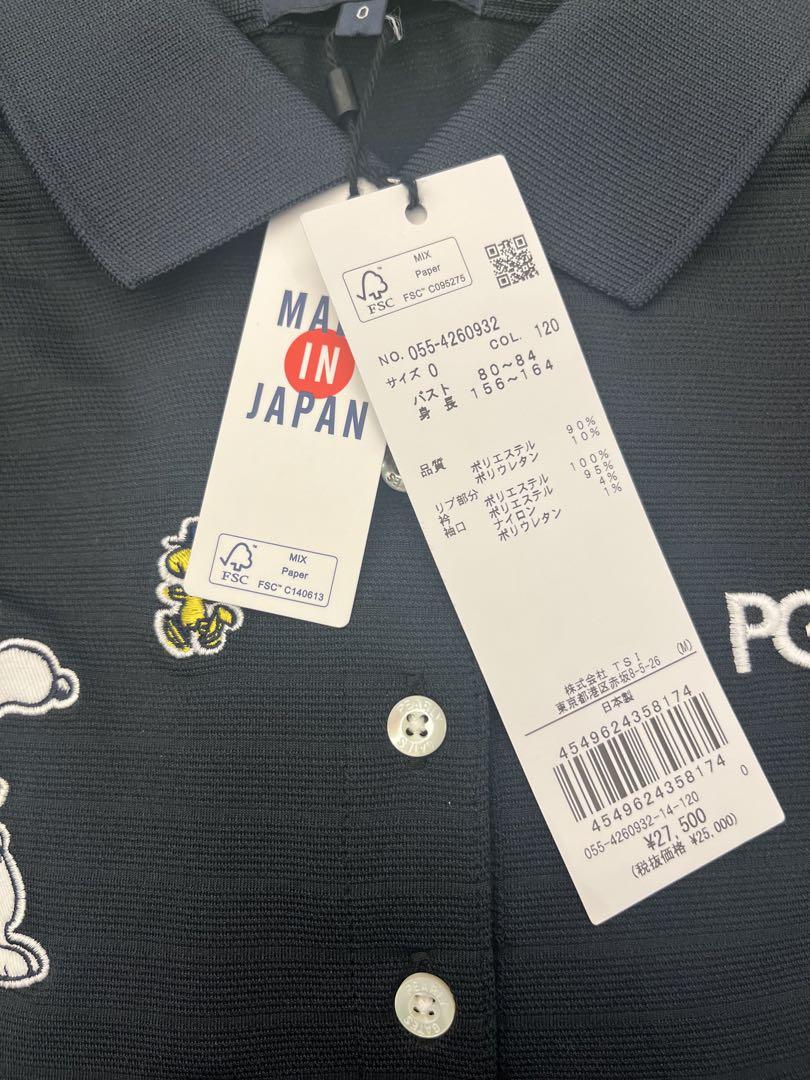 0
MIX
Paper
FSC™ C095275
FSC
NO. 055-4260932 COL. 120
サイズ 0
バスト 80～84
身長 156～164
品質 ポリエステル 90%
ポリウレタン 10%
リブ部分 ポリエステル 100%
衿 ポリエステル 95%
袖口 ナイロン 4%
ポリウレタン 1%
株式会社 TSI (M)
東京都港区赤坂8-5-26
日本製
4549624358174
4549624358174 0
055-4260932-14-120
¥27,500
(税抜価格 ¥25,000)
IN
JAPAN
MIX
Paper
FSC™ C140613
FSC
PEARLY
GATES
PEARLY
GATES